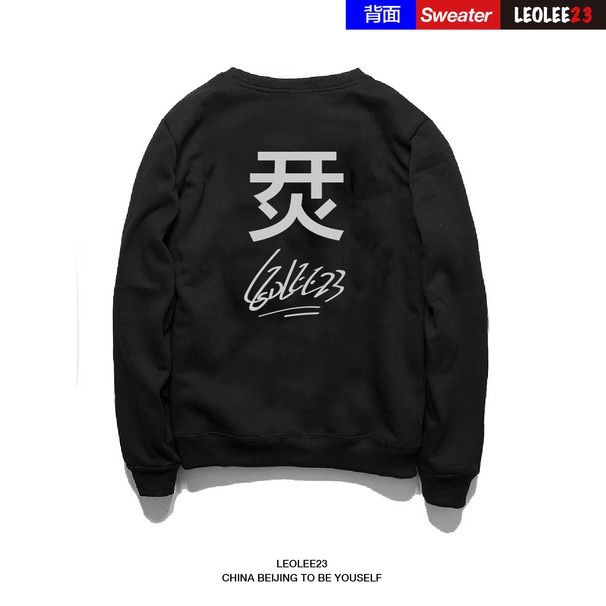 背面 Sweater LEOLEE23
烎
LEOLEE23
LEOLEE23
CHINA BEIJING TO BE YOUSELF